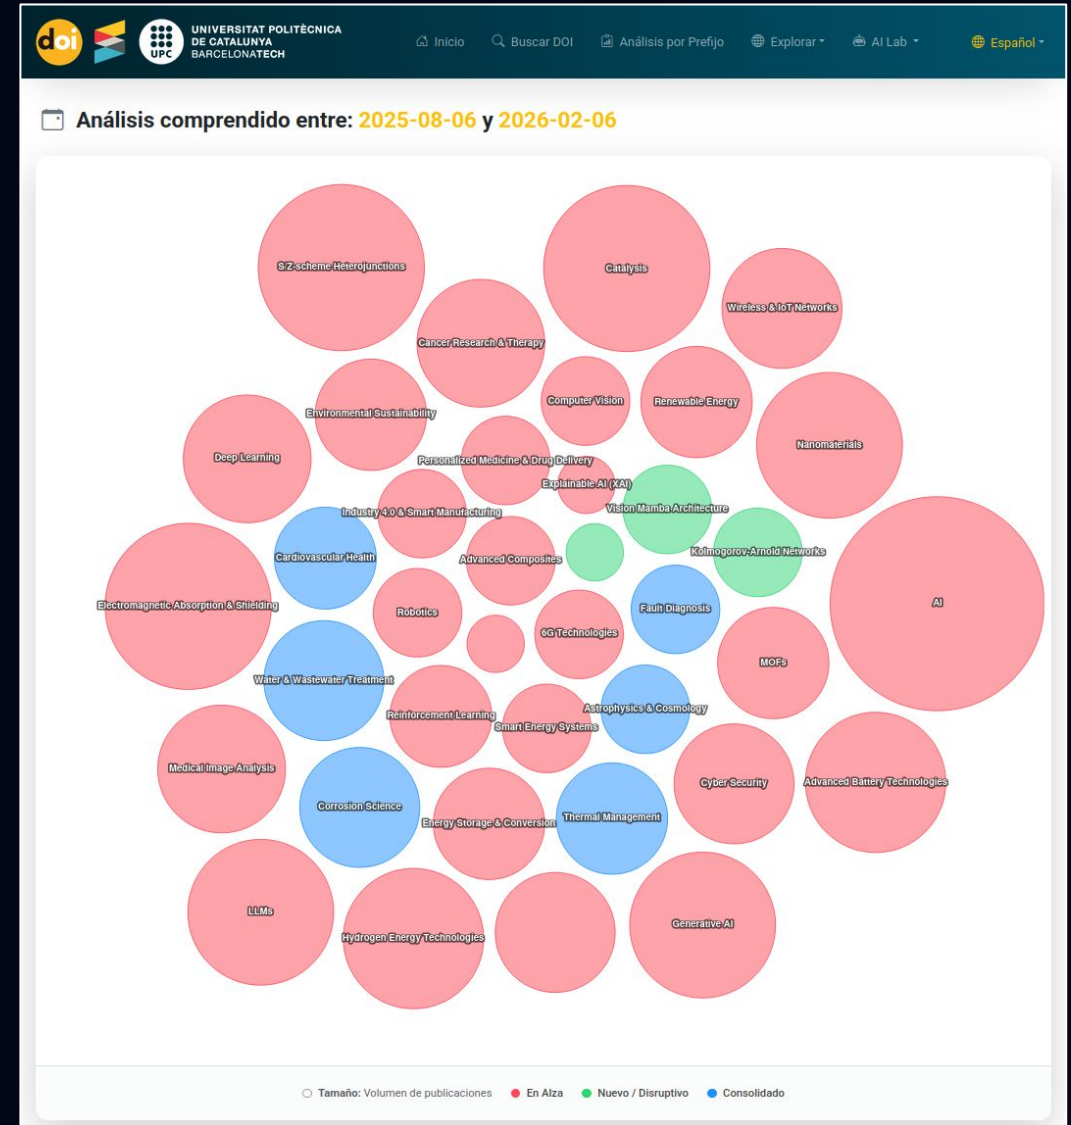 doi
UPC
UNIVERSITAT POLITÈCNICA
DE CATALUNYA
BARCELONATECH
Inicio
Buscar DOI
Análisis por Prefijo
Explorar
AI Lab
Español
Análisis comprendido entre: 2025-08-06 y 2026-02-06
S/Z-scheme Heterojunctions
Catalysis
Wireless & IoT Networks
Cancer Research & Therapy
Computer Vision
Renewable Energy
Environmental Sustainability
Nanomaterials
Deep Learning
Personalized Medicine & Drug Delivery
Explainable AI (XAI)
Vision Mamba Architecture
Industry 4.0 & Smart Manufacturing
Kolmogorov-Arnold Networks
Cardiovascular Health
Advanced Composites
Electromagnetic Absorption & Shielding
Robotics
Fault Diagnosis
AI
6G Technologies
MOFs
Water & Wastewater Treatment
Reinforcement Learning
Astrophysics & Cosmology
Smart Energy Systems
Medical Image Analysis
Cyber Security
Advanced Battery Technologies
Corrosion Science
Energy Storage & Conversion
Thermal Management
LLMs
Hydrogen Energy Technologies
Generative AI
Tamaño: Volumen de publicaciones
En Alza
Nuevo / Disruptivo
Consolidado